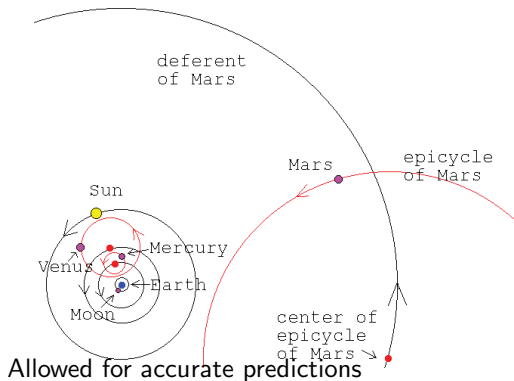 deferent
of Mars
Mars
epicycle
of Mars
Sun
Mercury
Venus
Earth
Moon
center of
epicycle
of Mars
Allowed for accurate predictions